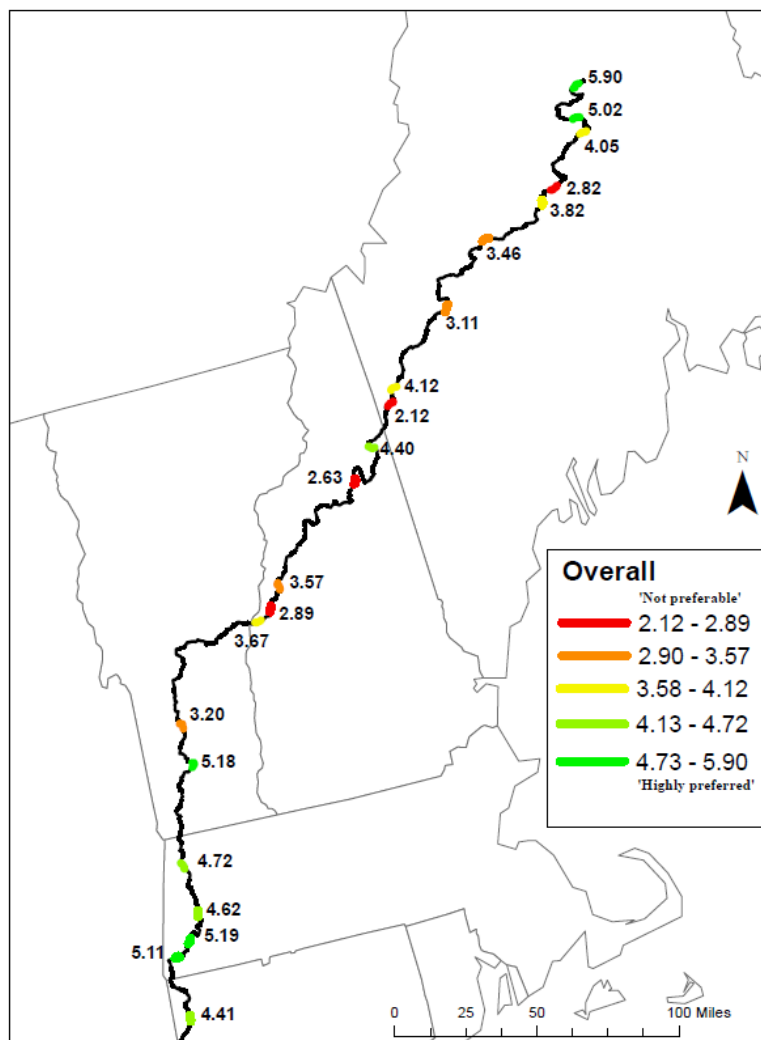 5.90
5.02
4.05
2.82
3.82
3.46
3.11
4.12
2.12
4.40
2.63
N
3.57
2.89
3.67
3.20
5.18
4.72
4.62
5.19
5.11
4.41
Overall
'Not preferable'
2.12 - 2.89
2.90 - 3.57
3.58 - 4.12
4.13 - 4.72
4.73 - 5.90
'Highly preferred'
0 25 50 100 Miles